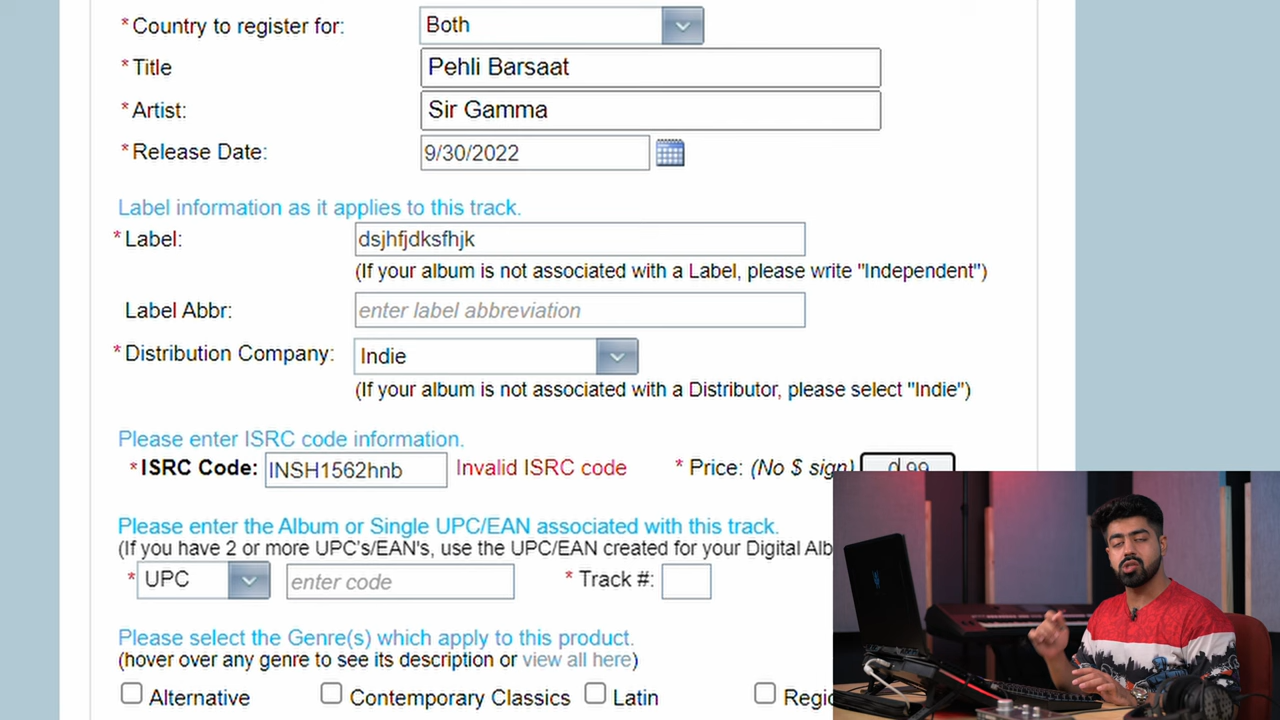 *Country to register for: Both
*Title Pehli Barsaat
*Artist: Sir Gamma
*Release Date: 9/30/2022
Label information as it applies to this track.
*Label: dsjhfjdksfhjk
(If your album is not associated with a Label, please write "Independent")
Label Abbr: enter label abbreviation
*Distribution Company: Indie
(If your album is not associated with a Distributor, please select "Indie")
Please enter ISRC code information.
*ISRC Code: INSH1562hnb Invalid ISRC code * Price: (No $ sign) 0.99
Please enter the Album or Single UPC/EAN associated with this track.
(If you have 2 or more UPC's/EAN's, use the UPC/EAN created for your Digital Alb
* UPC enter code * Track #:
Please select the Genre(s) which apply to this product.
(hover over any genre to see its description or view all here)
Alternative Contemporary Classics Latin Regio